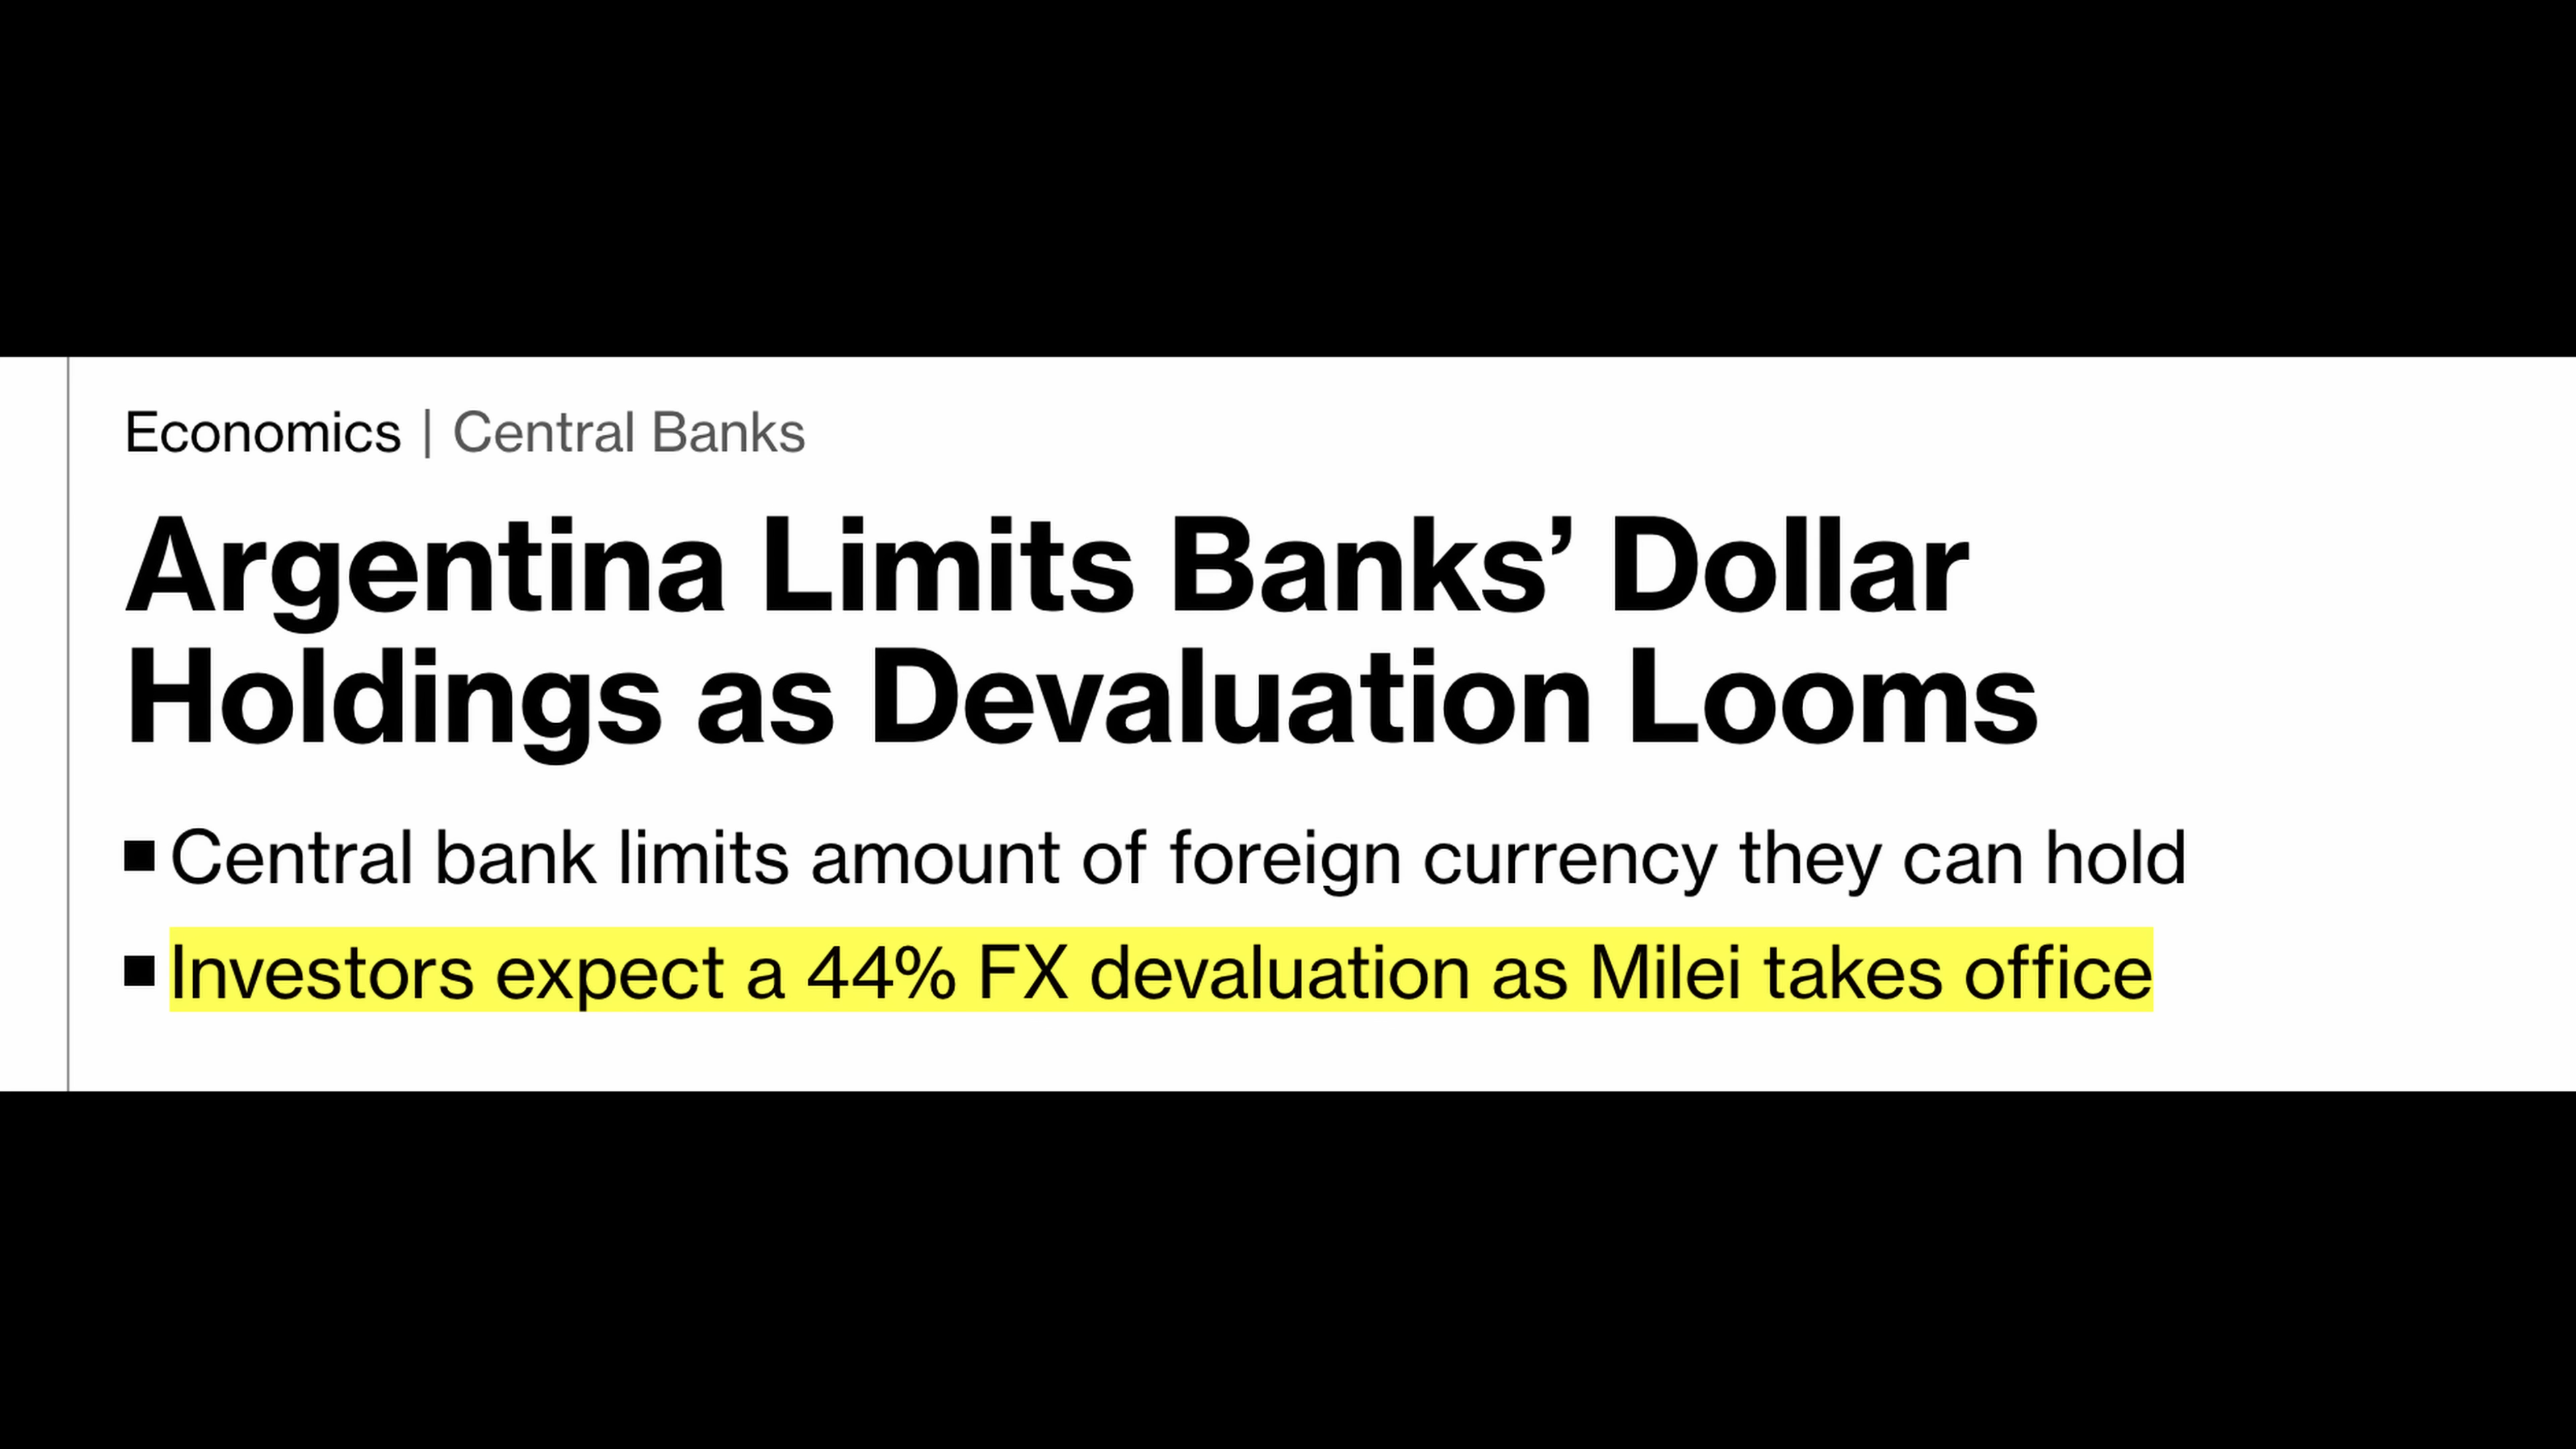 Economics | Central Banks
Argentina Limits Banks’ Dollar
Holdings as Devaluation Looms
■ Central bank limits amount of foreign currency they can hold
■ Investors expect a 44% FX devaluation as Milei takes office